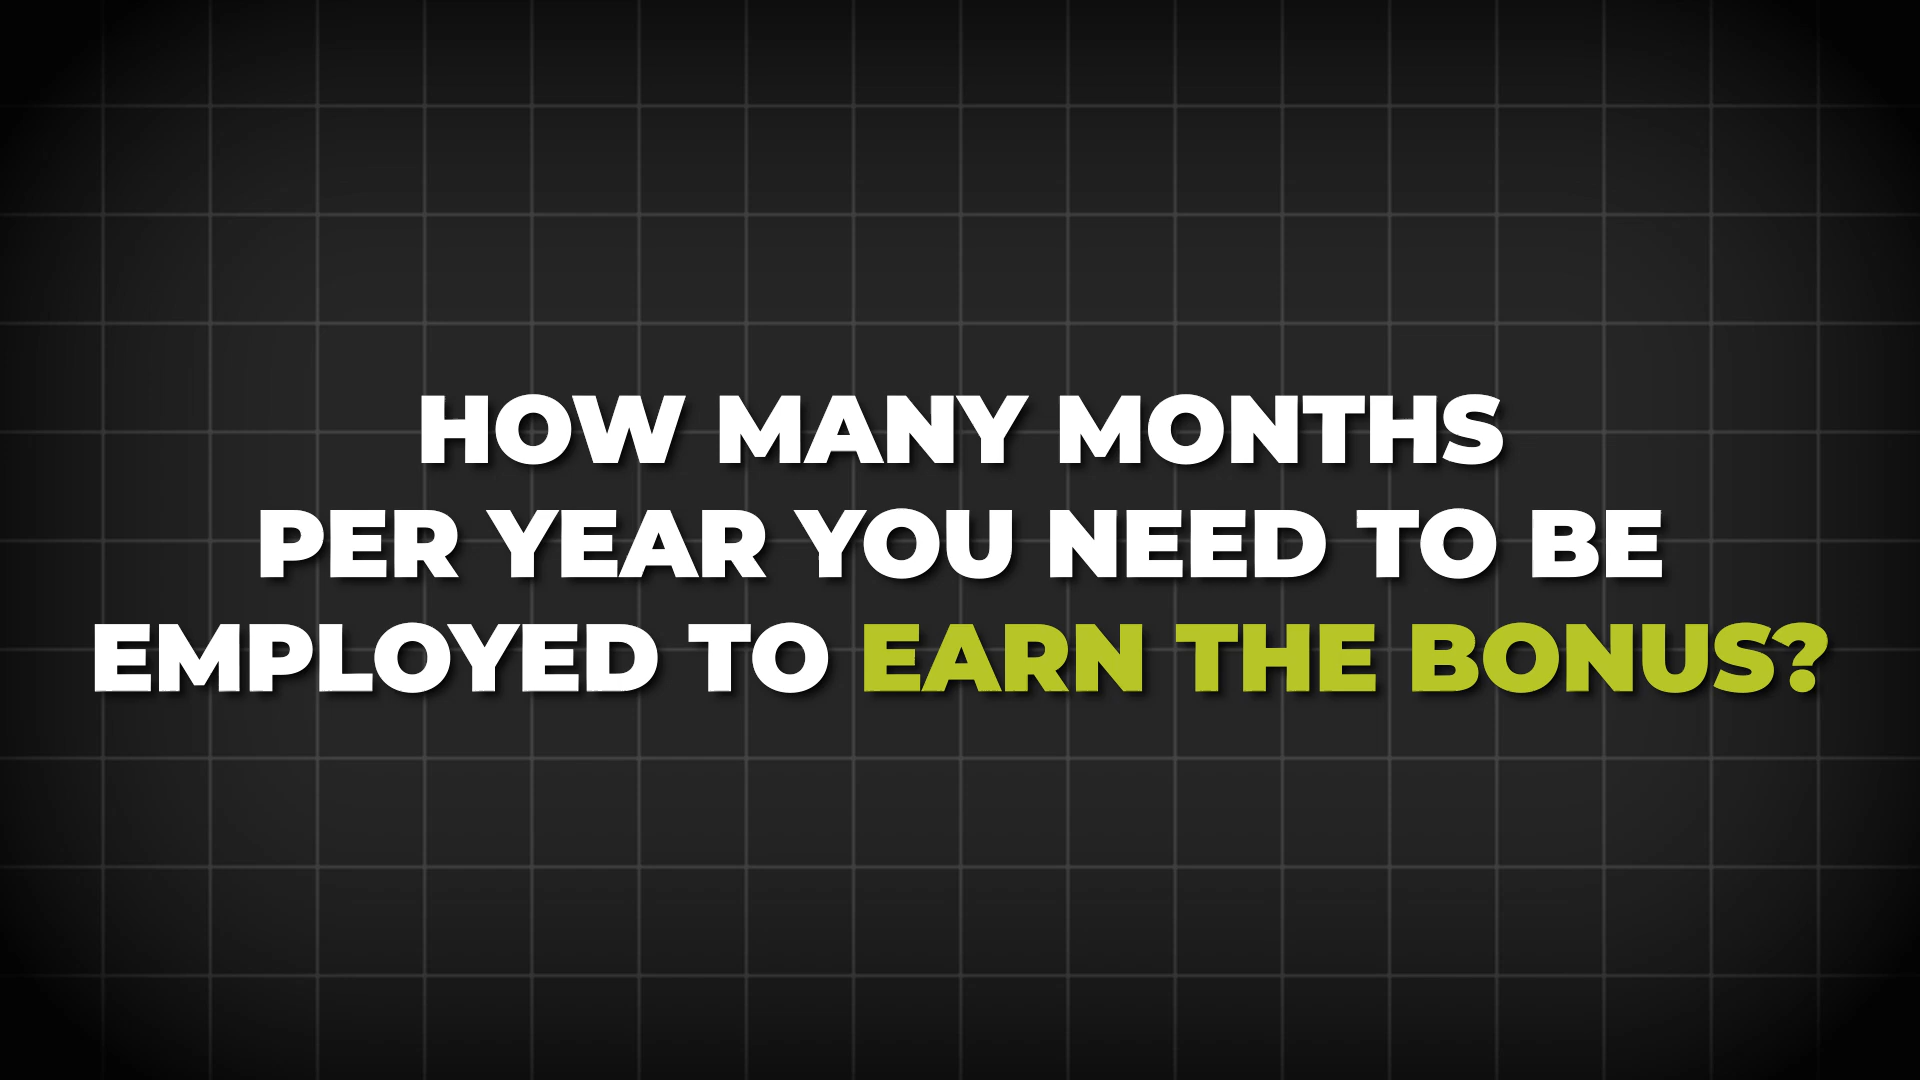 HOW MANY MONTHS
PER YEAR YOU NEED TO BE
EMPLOYED TO EARN THE BONUS?